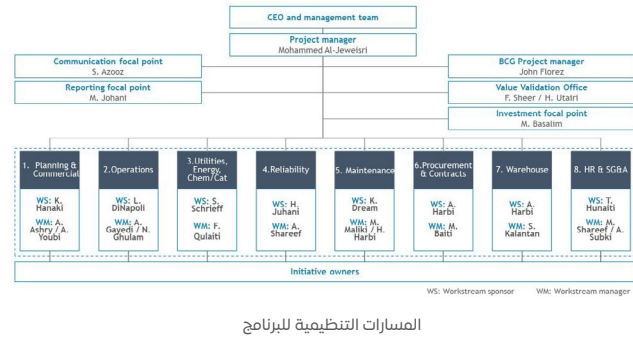 CEO and management team
Project manager
Mohammed Al-Jeweisri
Communication focal point
S. Azooz
BCG Project manager
John Florez
Reporting focal point
M. Johani
Value Validation Office
F. Sheer / H. Utairi
Investment focal point
M. Basalim
1. Planning & Commercial
WS: K. Hanaki
WM: A. Ashry / A. Youbi
2.Operations
WS: L. DiNapoli
WM: A. Gayedi / N. Ghulam
3.Utilities, Energy, Chem/Cat
WS: S. Schrieff
WM: F. Qulaiti
4.Reliability
WS: H. Juhani
WM: A. Shareef
5. Maintenance
WS: K. Dream
WM: M. Maliki / H. Harbi
6.Procurement & Contracts
WS: A. Harbi
WM: M. Baiti
7. Warehouse
WS: A. Harbi
WM: S. Kalantan
8. HR & SG&A
WS: T. Hunaiti
WM: M. Shareef / A. Subki
Initiative owners
WS: Workstream sponsor WM: Workstream manager
المسارات التنظيمية للبرنامج